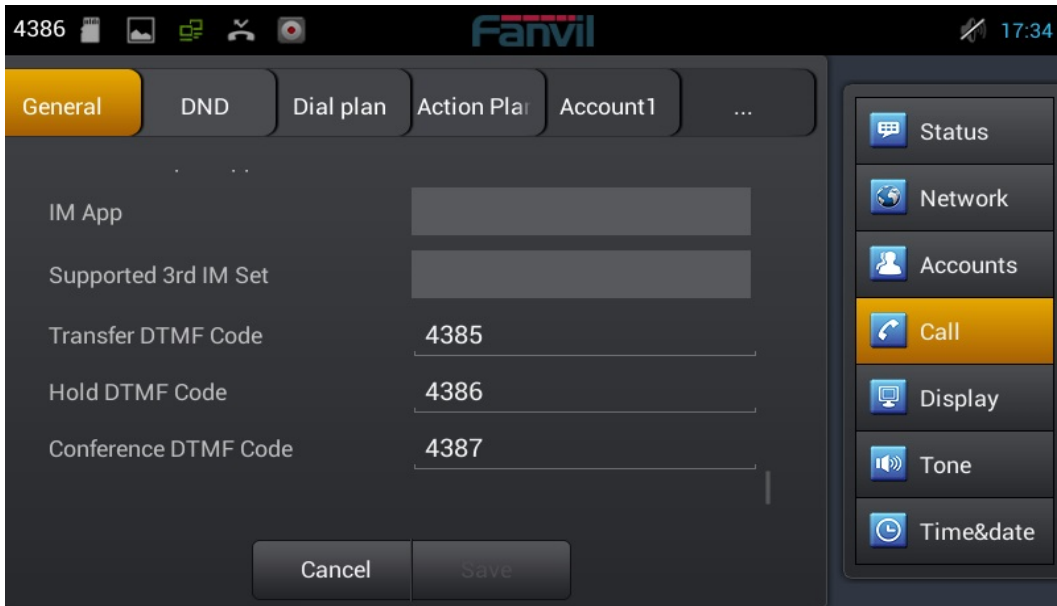 4386
Fanvil
17:34
General
DND
Dial plan
Action Pla
Account1
...
IM App
Supported 3rd IM Set
Transfer DTMF Code 4385
Hold DTMF Code 4386
Conference DTMF Code 4387
Cancel
Save
Status
Network
Accounts
Call
Display
Tone
Time&date